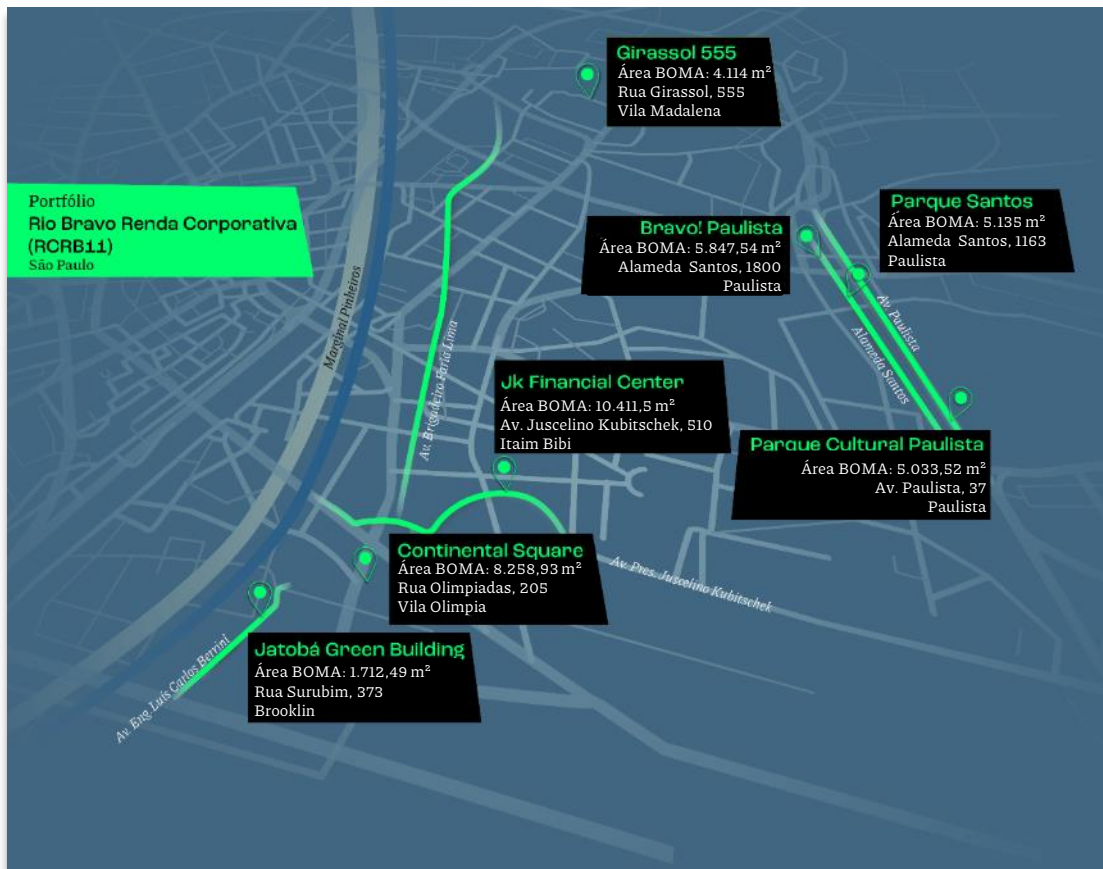 Girassol 555
Área BOMA: 4.114 m²
Rua Girassol, 555
Vila Madalena
Portfólio
Rio Bravo Renda Corporativa
(RCRB11)
São Paulo
Parque Santos
Área BOMA: 5.135 m²
Alameda Santos, 1163
Paulista
Bravo! Paulista
Área BOMA: 5.847,54 m²
Alameda Santos, 1800
Paulista
Marginal Pinheiros
Av. Brigadeiro Faria Lima
Av. Paulista
Alameda Santos
Jk Financial Center
Área BOMA: 10.411,5 m²
Av. Juscelino Kubitschek, 510
Itaim Bibi
Parque Cultural Paulista
Área BOMA: 5.033,52 m²
Av. Paulista, 37
Paulista
Continental Square
Área BOMA: 8.258,93 m²
Rua Olimpiadas, 205
Vila Olimpia
Av. Pres. Juscelino Kubitschek
Jatobá Green Building
Área BOMA: 1.712,49 m²
Rua Surubim, 373
Brooklin
Av. Eng. Luís Carlos Berrini